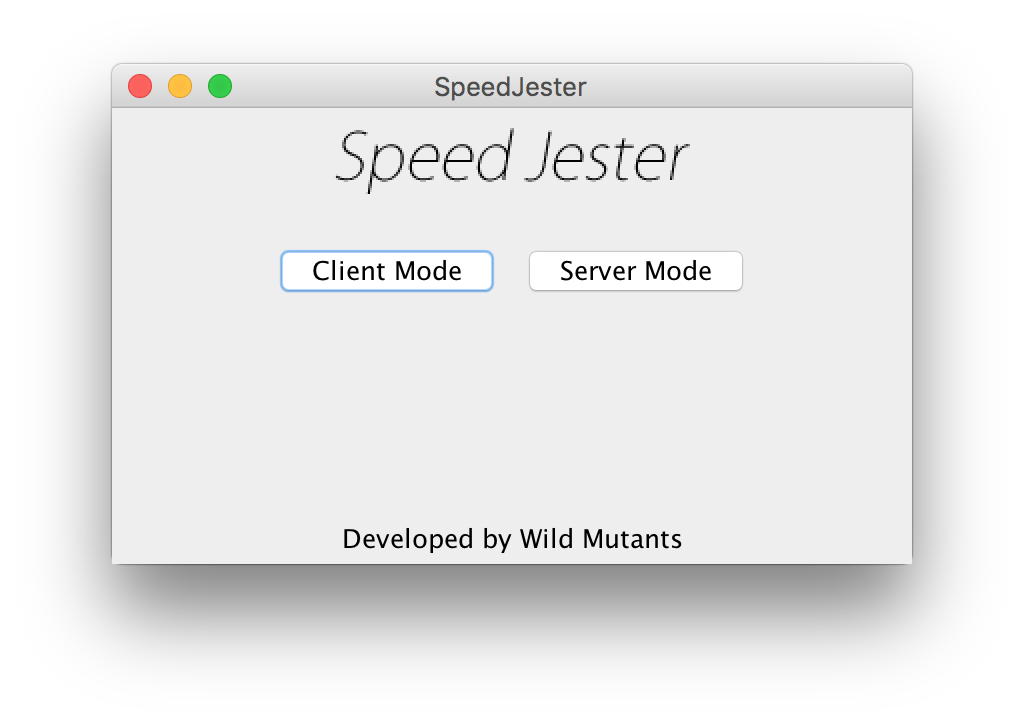 SpeedJester
Speed Jester
Client Mode Server Mode
Developed by Wild Mutants